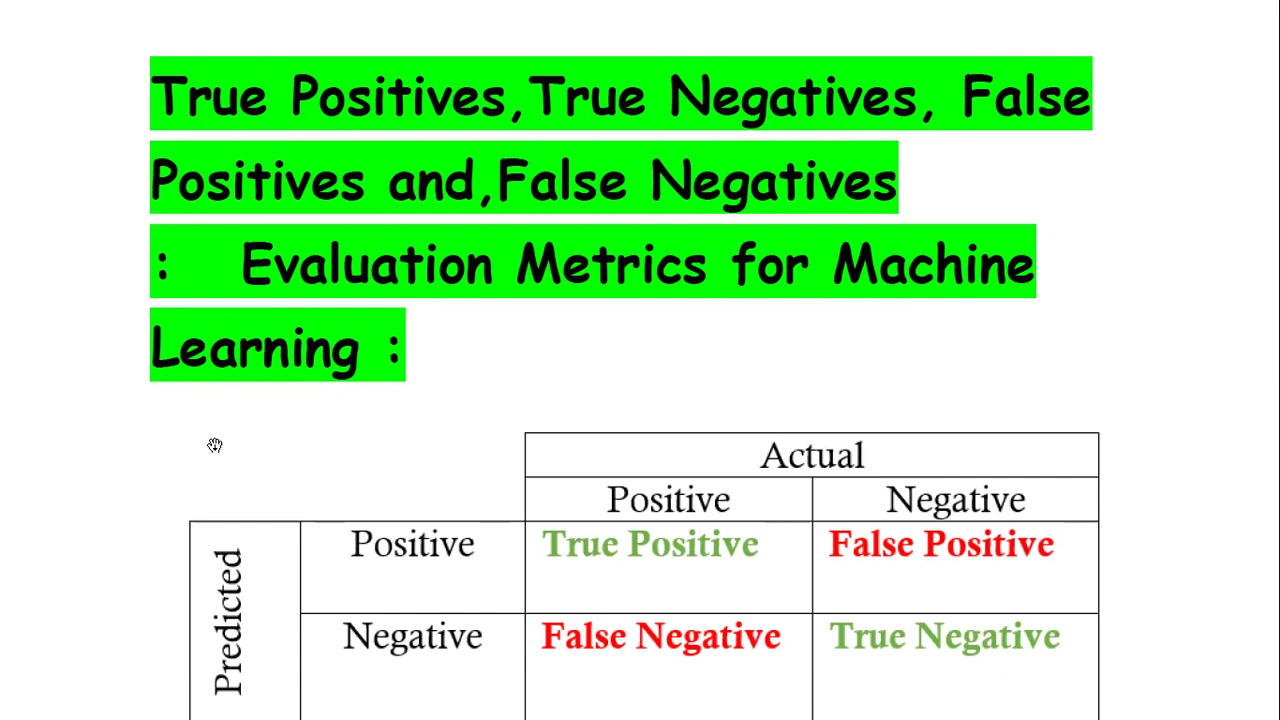 True Positives,True Negatives, False
Positives and,False Negatives
: Evaluation Metrics for Machine
Learning :
Actual
Positive Negative
Predicted
Positive True Positive False Positive
Negative False Negative True Negative